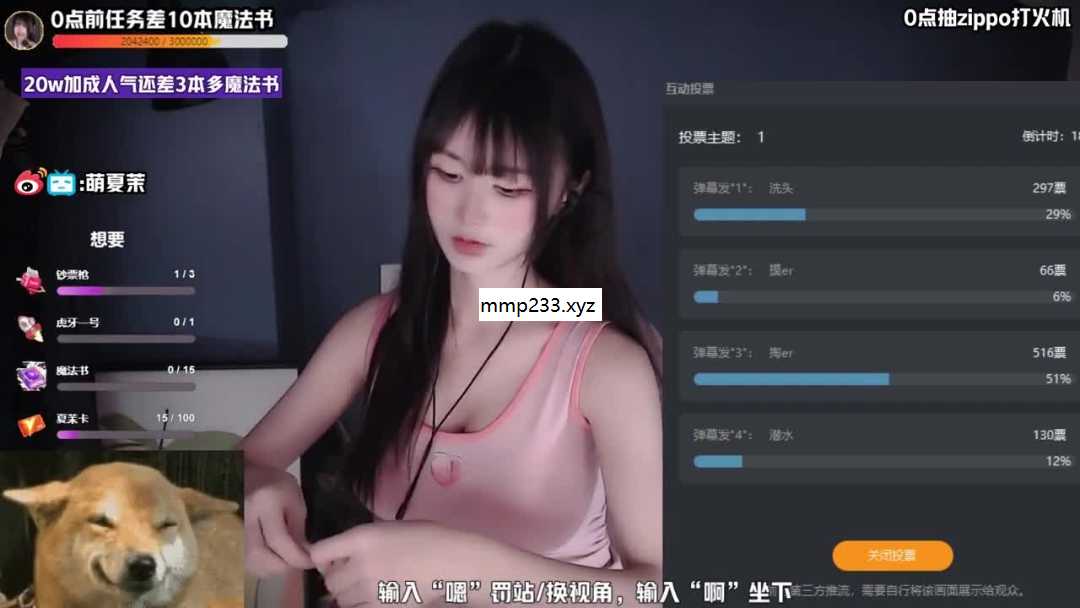 0点前任务差10本魔法书
2042400 / 3000000
0点抽zippo打火机
20w加成人气还差3本多魔法书
:萌夏茉
想要
钞票枪 1 / 3
虎牙一号 0 / 1
魔法书 0 / 15
夏茉卡 15 / 100
mmp233.xyz
互动投票
投票主题： 1
倒计时：18
弹幕发"1"： 洗头 297票
29%
弹幕发"2"： 摸er 66票
6%
弹幕发"3"： 掏er 516票
51%
弹幕发"4"： 潜水 130票
12%
关闭投票
第三方推流，需要自行将该画面展示给观众。
输入“嗯”罚站/换视角，输入“啊”坐下